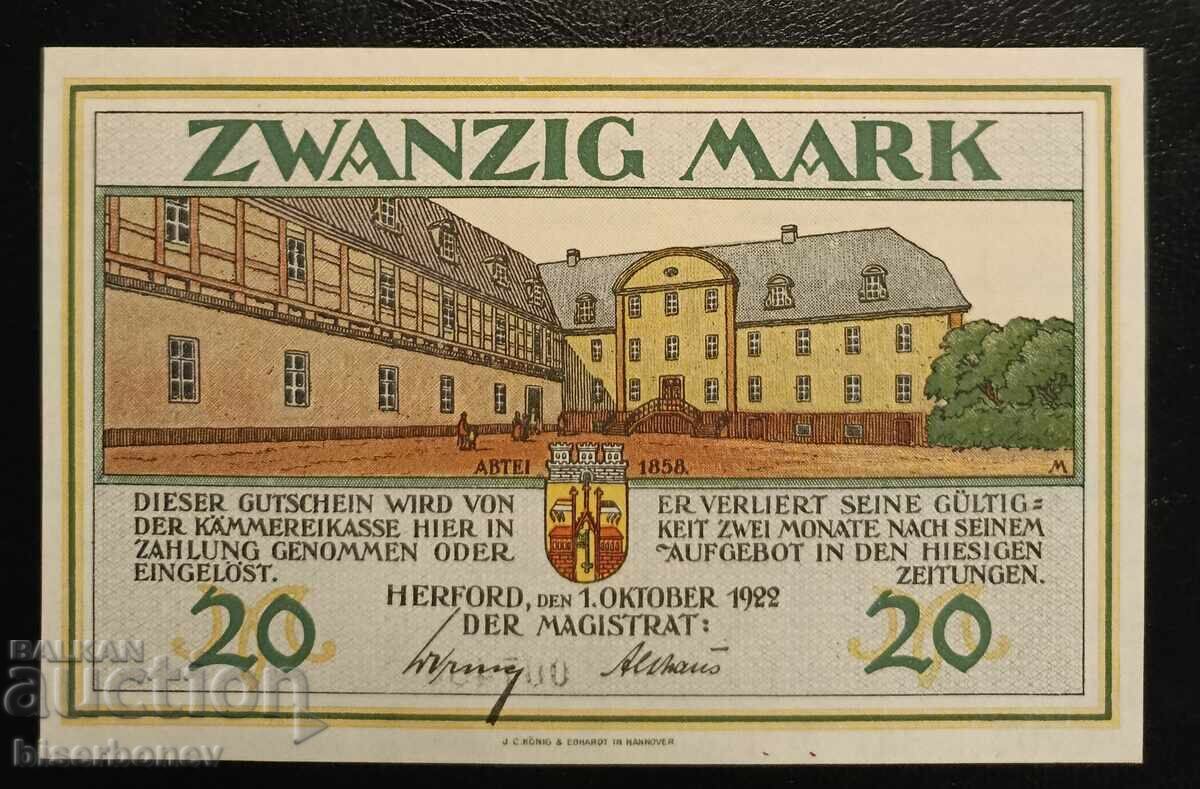 ZWANZIG MARK
ABTEI 1858. M
DIESER GUTSCHEIN WIRD VON
DER KÄMMEREIKASSE HIER IN
ZAHLUNG GENOMMEN ODER
EINGELÖST.
ER VERLIERT SEINE GÜLTIG=
KEIT ZWEI MONATE NACH SEINEM
AUFGEBOT IN DEN HIESIGEN
ZEITUNGEN.
HERFORD, DEN 1. OKTOBER 1922
DER MAGISTRAT:
20 20
Althaus
J. C. KÖNIG & EBHARDT IN HANNOVER
BALKAN
auction
biserbonev